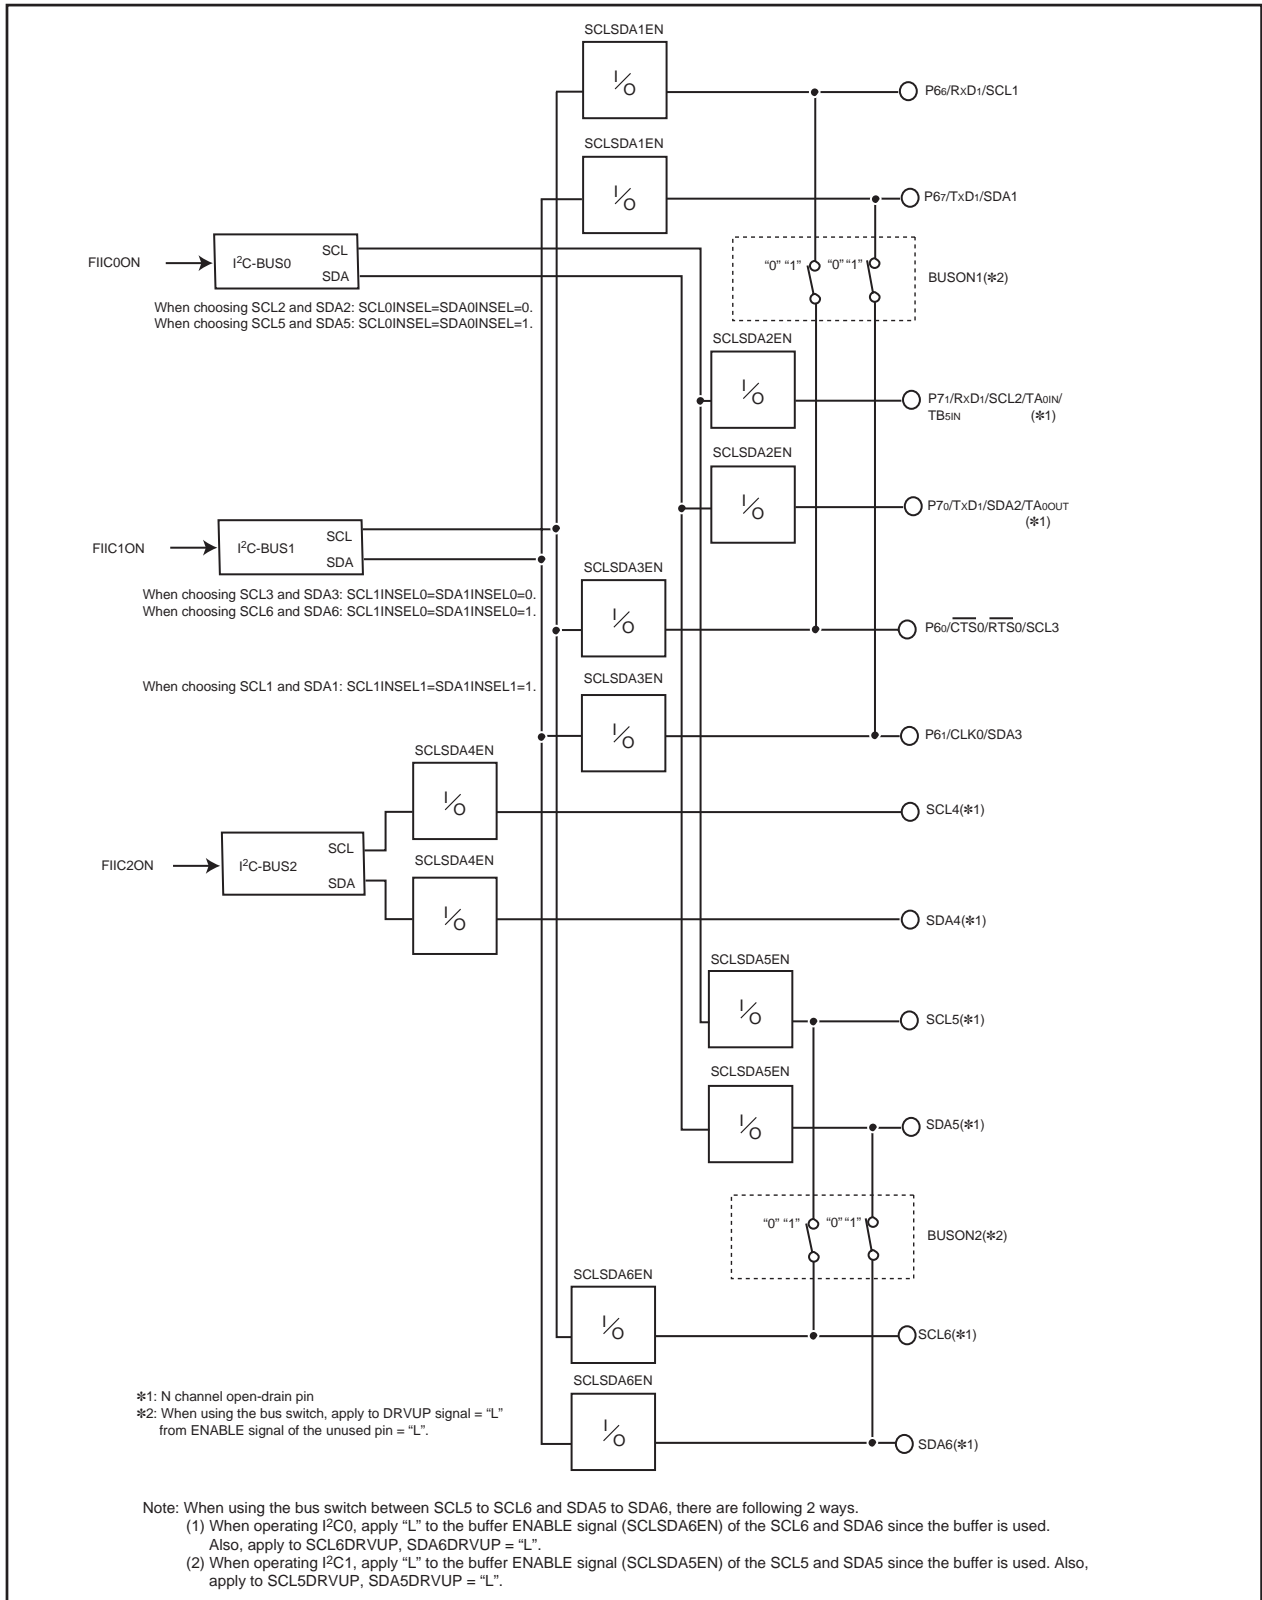 SCLSDA1EN
I/O
P66/RXD1/SCL1
SCLSDA1EN
I/O
P67/TXD1/SDA1
FIIC0ON
I²C-BUS0
SCL
SDA
"0" "1"
"0" "1"
BUSON1(✽2)
When choosing SCL2 and SDA2: SCL0INSEL=SDA0INSEL=0.
When choosing SCL5 and SDA5: SCL0INSEL=SDA0INSEL=1.
SCLSDA2EN
I/O
P71/RXD1/SCL2/TA0IN/
TB5IN (✽1)
SCLSDA2EN
I/O
P70/TXD1/SDA2/TA0OUT
(✽1)
FIIC1ON
I²C-BUS1
SCL
SDA
When choosing SCL3 and SDA3: SCL1INSEL0=SDA1INSEL0=0.
When choosing SCL6 and SDA6: SCL1INSEL0=SDA1INSEL0=1.
SCLSDA3EN
I/O
P60/CTS0/RTS0/SCL3
When choosing SCL1 and SDA1: SCL1INSEL1=SDA1INSEL1=1.
SCLSDA3EN
I/O
P61/CLK0/SDA3
SCLSDA4EN
I/O
SCL4(✽1)
FIIC2ON
I²C-BUS2
SCL
SDA
SCLSDA4EN
I/O
SDA4(✽1)
SCLSDA5EN
I/O
SCL5(✽1)
SCLSDA5EN
I/O
SDA5(✽1)
"0" "1"
"0" "1"
BUSON2(✽2)
SCLSDA6EN
I/O
SCL6(✽1)
SCLSDA6EN
I/O
SDA6(✽1)
✽1: N channel open-drain pin
✽2: When using the bus switch, apply to DRVUP signal = "L"
from ENABLE signal of the unused pin = "L".
Note: When using the bus switch between SCL5 to SCL6 and SDA5 to SDA6, there are following 2 ways.
(1) When operating I²C0, apply "L" to the buffer ENABLE signal (SCLSDA6EN) of the SCL6 and SDA6 since the buffer is used.
Also, apply to SCL6DRVUP, SDA6DRVUP = "L".
(2) When operating I²C1, apply "L" to the buffer ENABLE signal (SCLSDA5EN) of the SCL5 and SDA5 since the buffer is used. Also,
apply to SCL5DRVUP, SDA5DRVUP = "L".